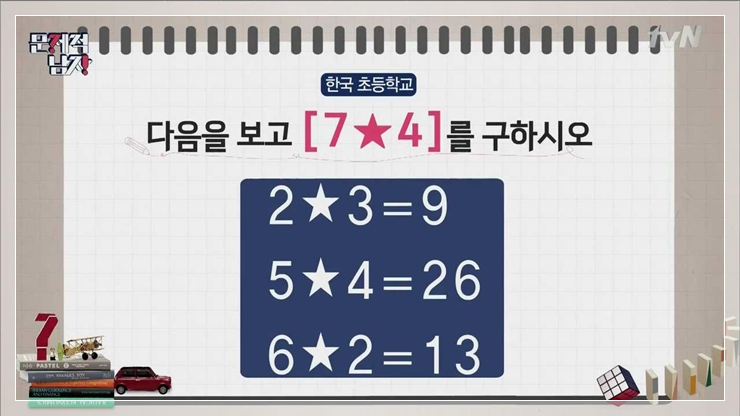 문제적
남자
tvN
한국 초등학교
다음을 보고 [7★4]를 구하시오
2★3=9
5★4=26
6★2=13
PASTEL